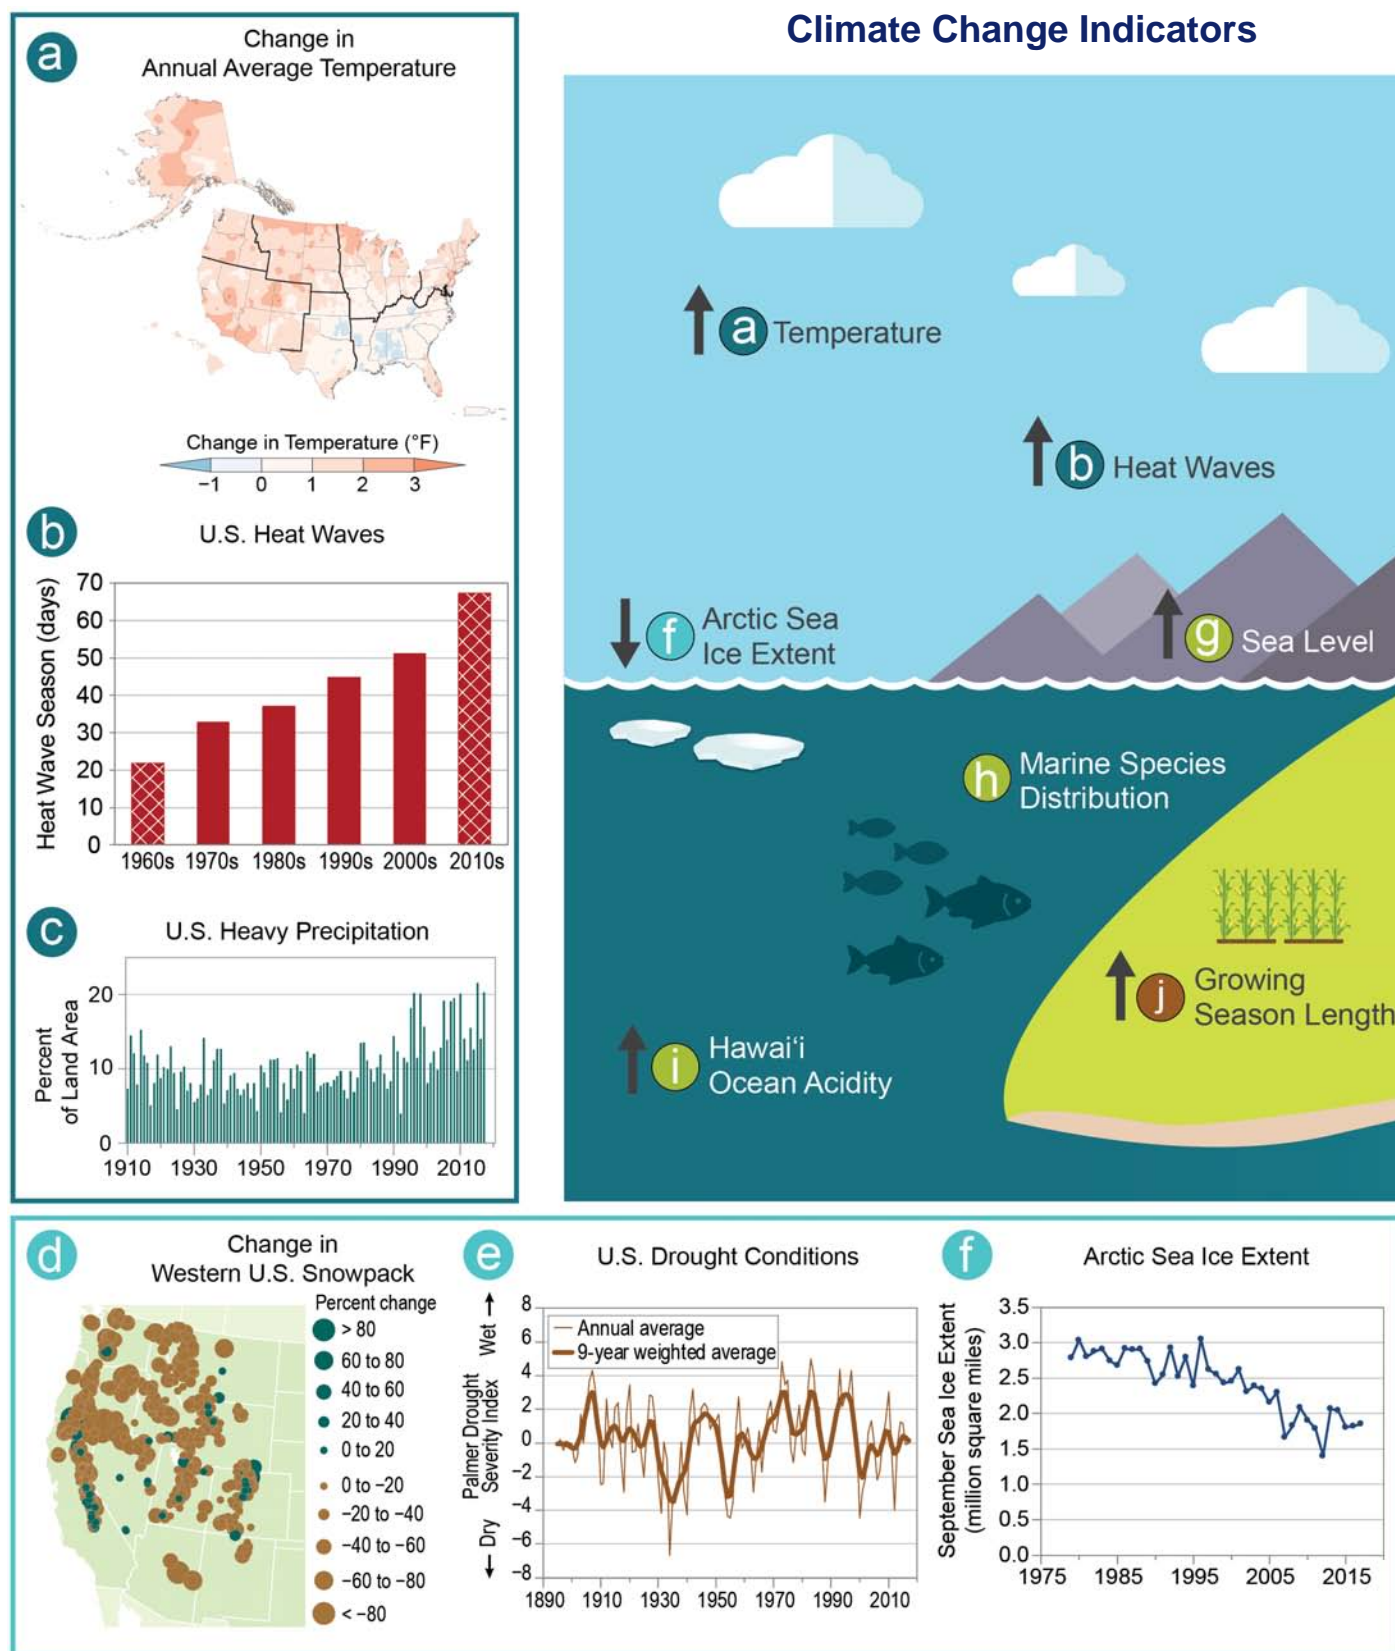 Climate Change Indicators
a
Change in
Annual Average Temperature
Change in Temperature (°F)
−1 0 1 2 3
b
U.S. Heat Waves
Heat Wave Season (days)
70
60
50
40
30
20
10
0
1960s 1970s 1980s 1990s 2000s 2010s
c
U.S. Heavy Precipitation
Percent
of Land Area
20
10
0
1910 1930 1950 1970 1990 2010
a Temperature
b Heat Waves
f Arctic Sea
Ice Extent
g Sea Level
h Marine Species
Distribution
j Growing
Season Length
i Hawai‘i
Ocean Acidity
d
Change in
Western U.S. Snowpack
Percent change
> 80
60 to 80
40 to 60
20 to 40
0 to 20
0 to −20
−20 to −40
−40 to −60
−60 to −80
< −80
e
U.S. Drought Conditions
Palmer Drought
Severity Index
← Dry Wet →
8
6
4
2
0
−2
−4
−6
−8
Annual average
9-year weighted average
1890 1910 1930 1950 1970 1990 2010
f
Arctic Sea Ice Extent
September Sea Ice Extent
(million square miles)
3.5
3.0
2.5
2.0
1.5
1.0
0.5
0.0
1975 1985 1995 2005 2015